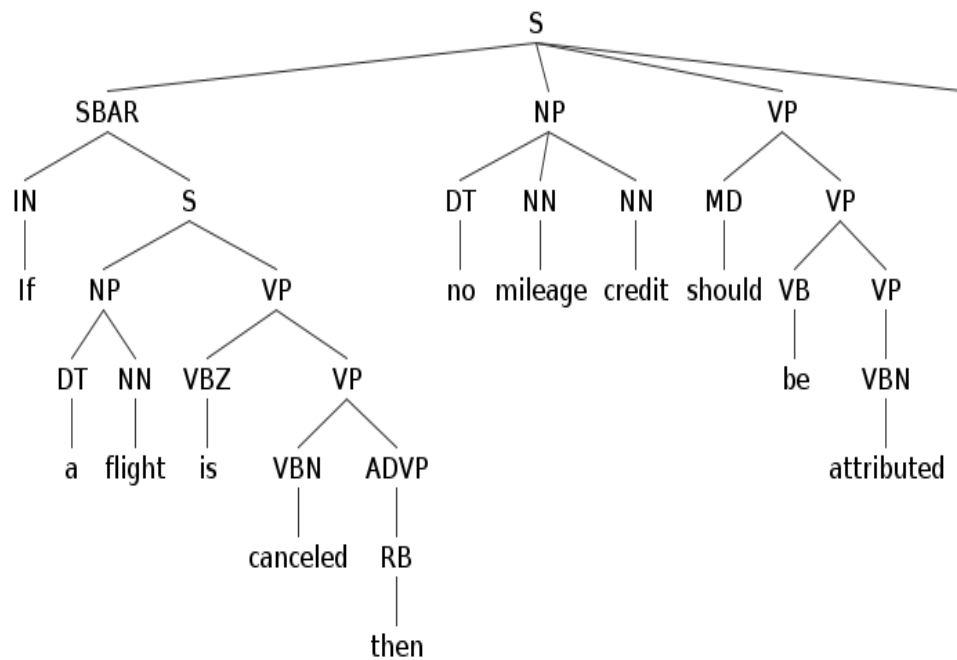 S
SBAR NP VP
IN S DT NN NN MD VP
If NP VP no mileage credit should VB VP
DT NN VBZ VP be VBN
a flight is VBN ADVP attributed
canceled RB
then